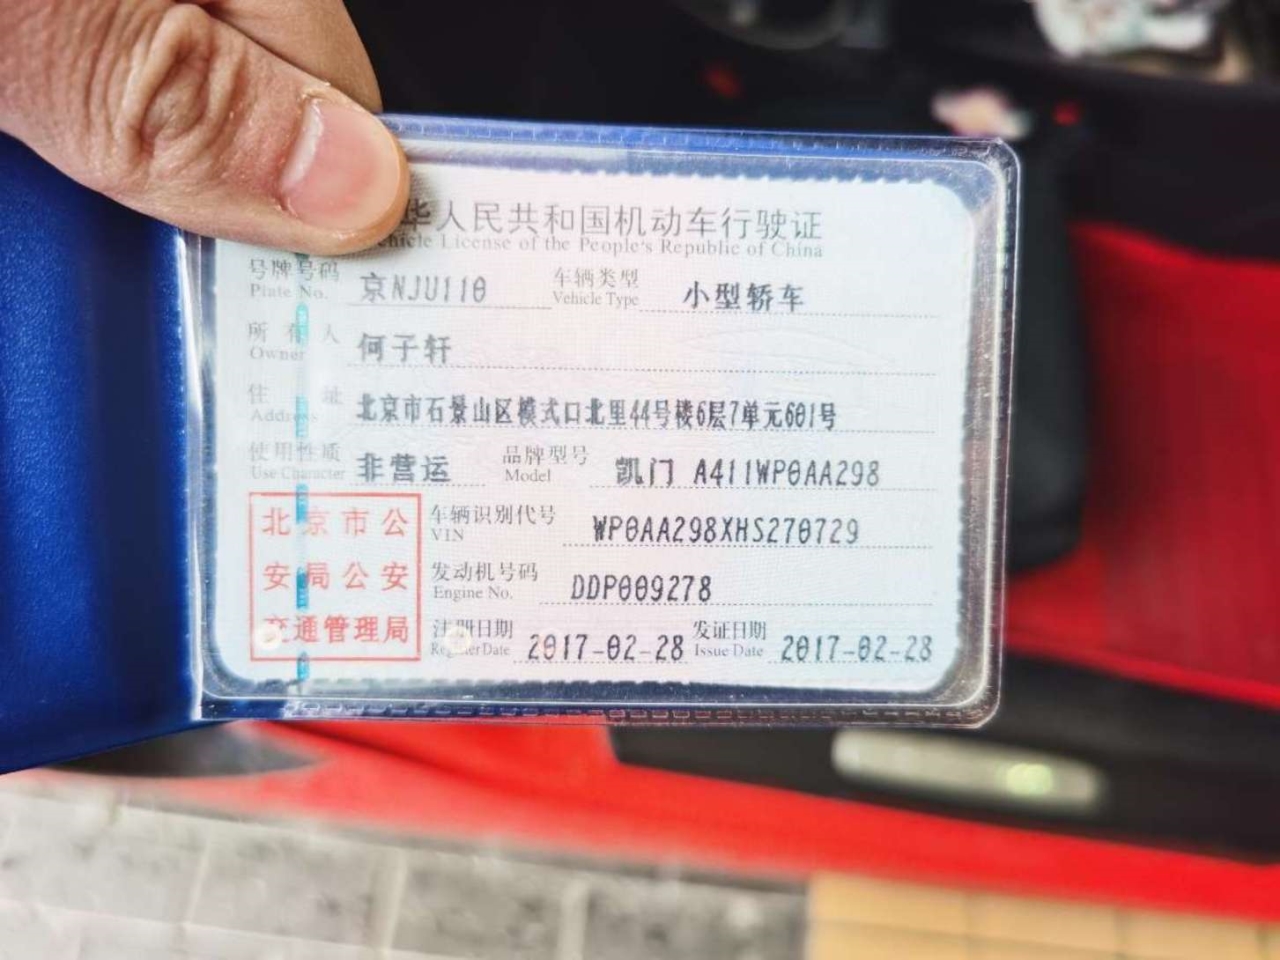 华人民共和国机动车行驶证
ehicle License of the People's Republic of China
号牌号码 京NJU110 车辆类型 小型轿车
Plate No. Vehicle Type
所有人 何子轩
Owner
住址 北京市石景山区模式口北里44号楼6层7单元601号
Address
使用性质 非营运 品牌型号 凯门 A411WP0AA298
Use Character Model
北京市公
安局公安
交通管理局
车辆识别代号 WP0AA298XHS270729
VIN
发动机号码 DDP009278
Engine No.
注册日期 2017-02-28 发证日期 2017-02-28
Register Date Issue Date